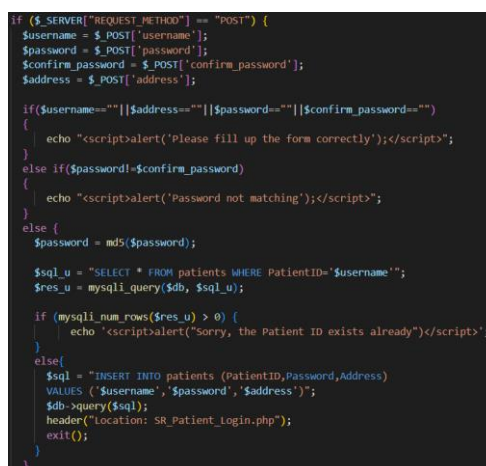 if ($_SERVER["REQUEST_METHOD"] == "POST") {
$username = $_POST['username'];
$password = $_POST['password'];
$confirm_password = $_POST['confirm_password'];
$address = $_POST['address'];
if($username==""||$address==""||$password==""||$confirm_password=="")
{
echo "<script>alert('Please fill up the form correctly');</script>";
}
else if($password!=$confirm_password)
{
echo "<script>alert('Password not matching');</script>";
}
else {
$password = md5($password);
$sql_u = "SELECT * FROM patients WHERE PatientID='$username'";
$res_u = mysqli_query($db, $sql_u);
if (mysqli_num_rows($res_u) > 0) {
echo '<script>alert("Sorry, the Patient ID exists already")</script>'
}
else{
$sql = "INSERT INTO patients (PatientID,Password,Address)
VALUES ('$username','$password','$address')";
$db->query($sql);
header("Location: SR_Patient_Login.php");
exit();
}
}